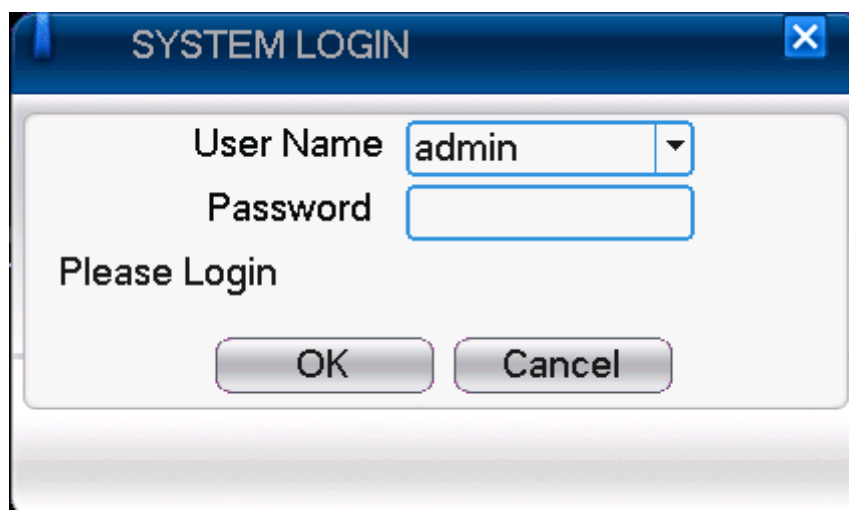 SYSTEM LOGIN
User Name admin
Password
Please Login
OK Cancel